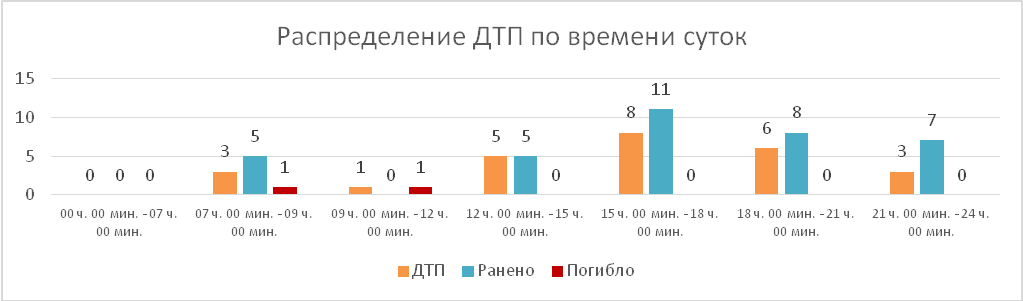 Распределение ДТП по времени суток
15
10
5
0
0 0 0
3 5 1
1 0 1
5 5 0
8 11 0
6 8 0
3 7 0
00 ч. 00 мин. -07 ч.
00 мин.
07 ч. 00 мин. -09 ч.
00 мин.
09 ч. 00 мин. -12 ч.
00 мин.
12 ч. 00 мин. -15 ч.
00 мин.
15 ч. 00 мин. -18 ч.
00 мин.
18 ч. 00 мин. -21 ч.
00 мин.
21 ч. 00 мин. -24 ч.
00 мин.
ДТП Ранено Погибло